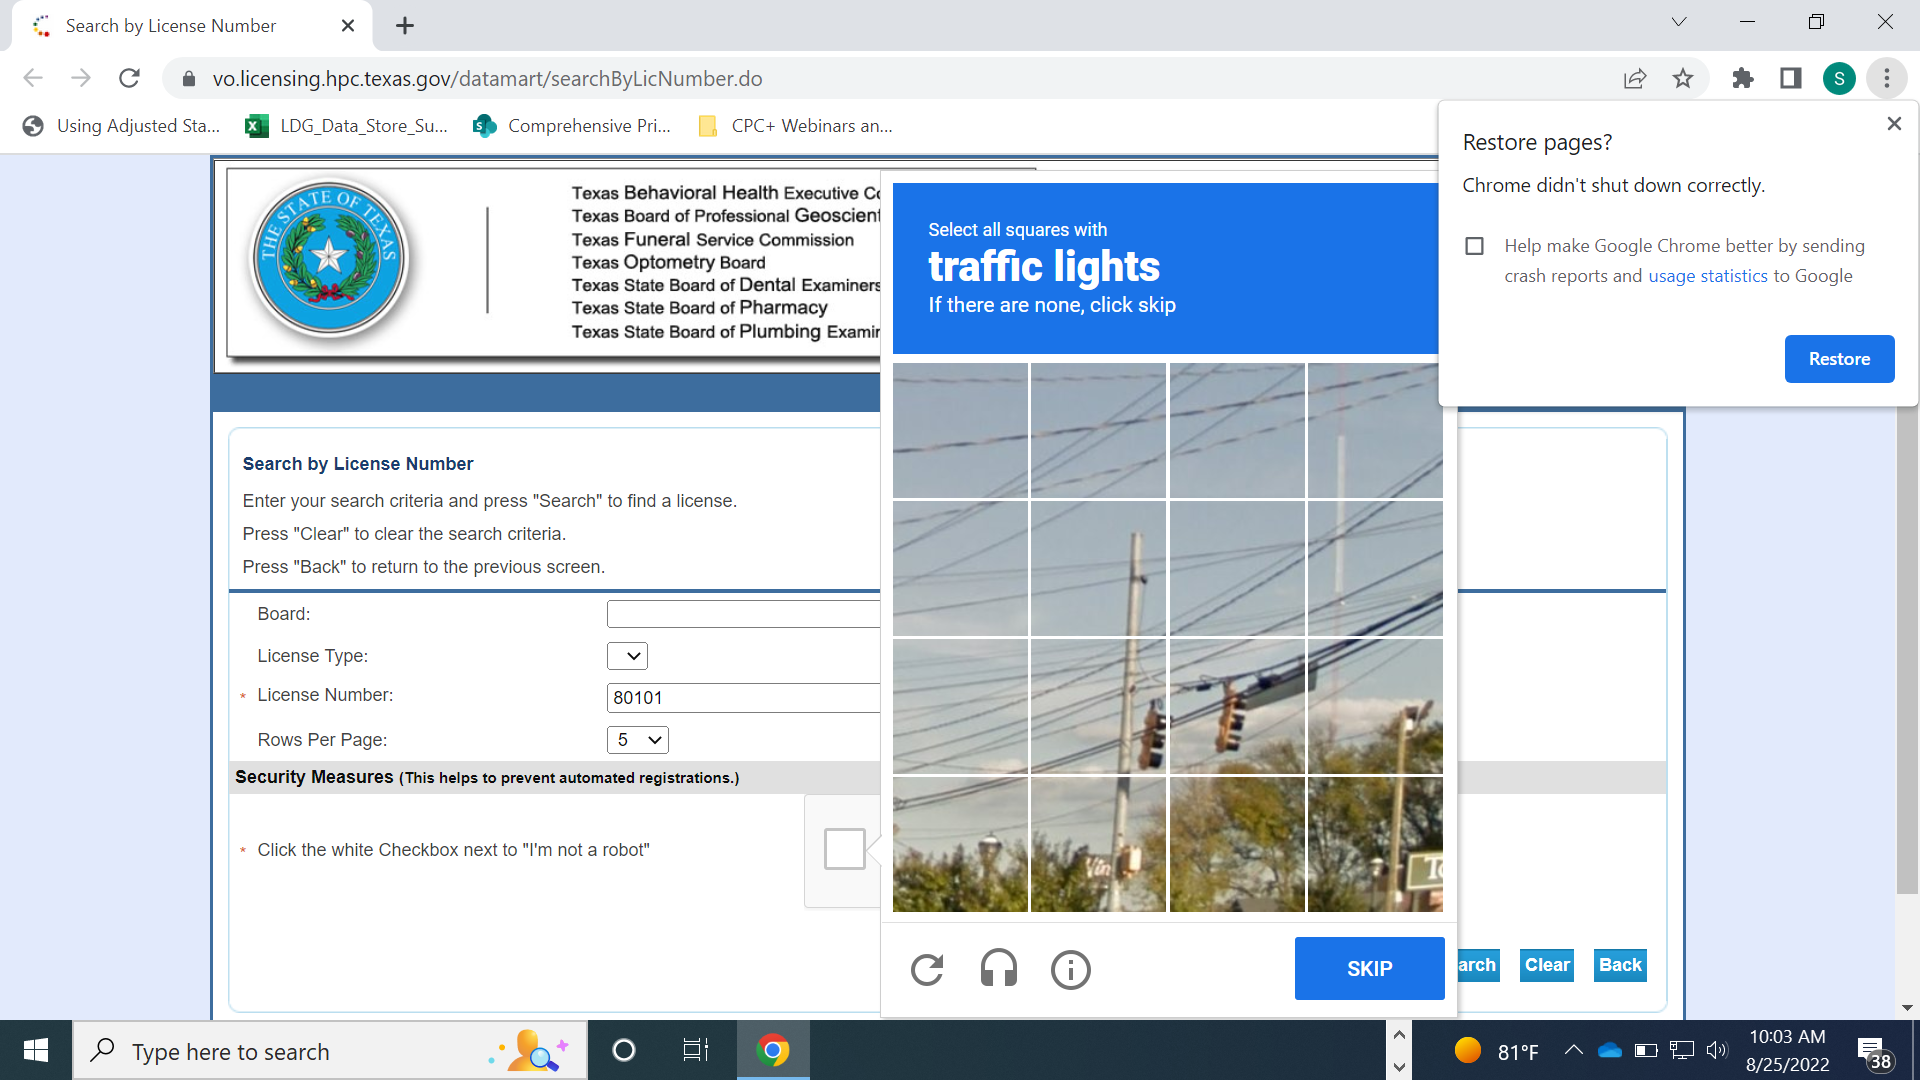 Search by License Number
vo.licensing.hpc.texas.gov/datamart/searchByLicNumber.do
S
Using Adjusted Sta...
LDG_Data_Store_Su...
Comprehensive Pri...
CPC+ Webinars an...
Restore pages?
Chrome didn't shut down correctly.
Help make Google Chrome better by sending
crash reports and usage statistics to Google
Restore
THE STATE OF TEXAS
Texas Behavioral Health Executive Co
Texas Board of Professional Geoscient
Texas Funeral Service Commission
Texas Optometry Board
Texas State Board of Dental Examiners
Texas State Board of Pharmacy
Texas State Board of Plumbing Examin
Select all squares with
traffic lights
If there are none, click skip
Search by License Number
Enter your search criteria and press "Search" to find a license.
Press "Clear" to clear the search criteria.
Press "Back" to return to the previous screen.
Board:
License Type:
* License Number: 80101
Rows Per Page: 5
Security Measures (This helps to prevent automated registrations.)
* Click the white Checkbox next to "I'm not a robot"
SKIP
arch
Clear
Back
Type here to search
81°F
10:03 AM
8/25/2022
38